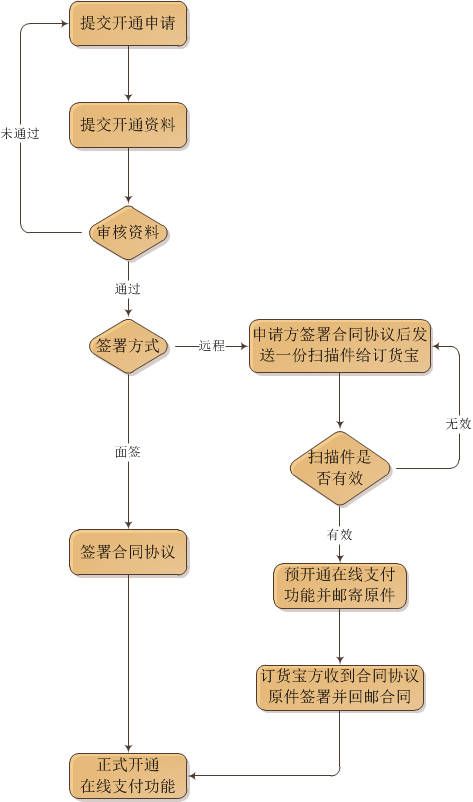 提交开通申请
提交开通资料
未通过
审核资料
通过
签署方式
远程
申请方签署合同协议后发
送一份扫描件给订货宝
无效
面签
扫描件是
否有效
有效
签署合同协议
预开通在线支付
功能并邮寄原件
订货宝方收到合同协议
原件签署并回邮合同
正式开通
在线支付功能